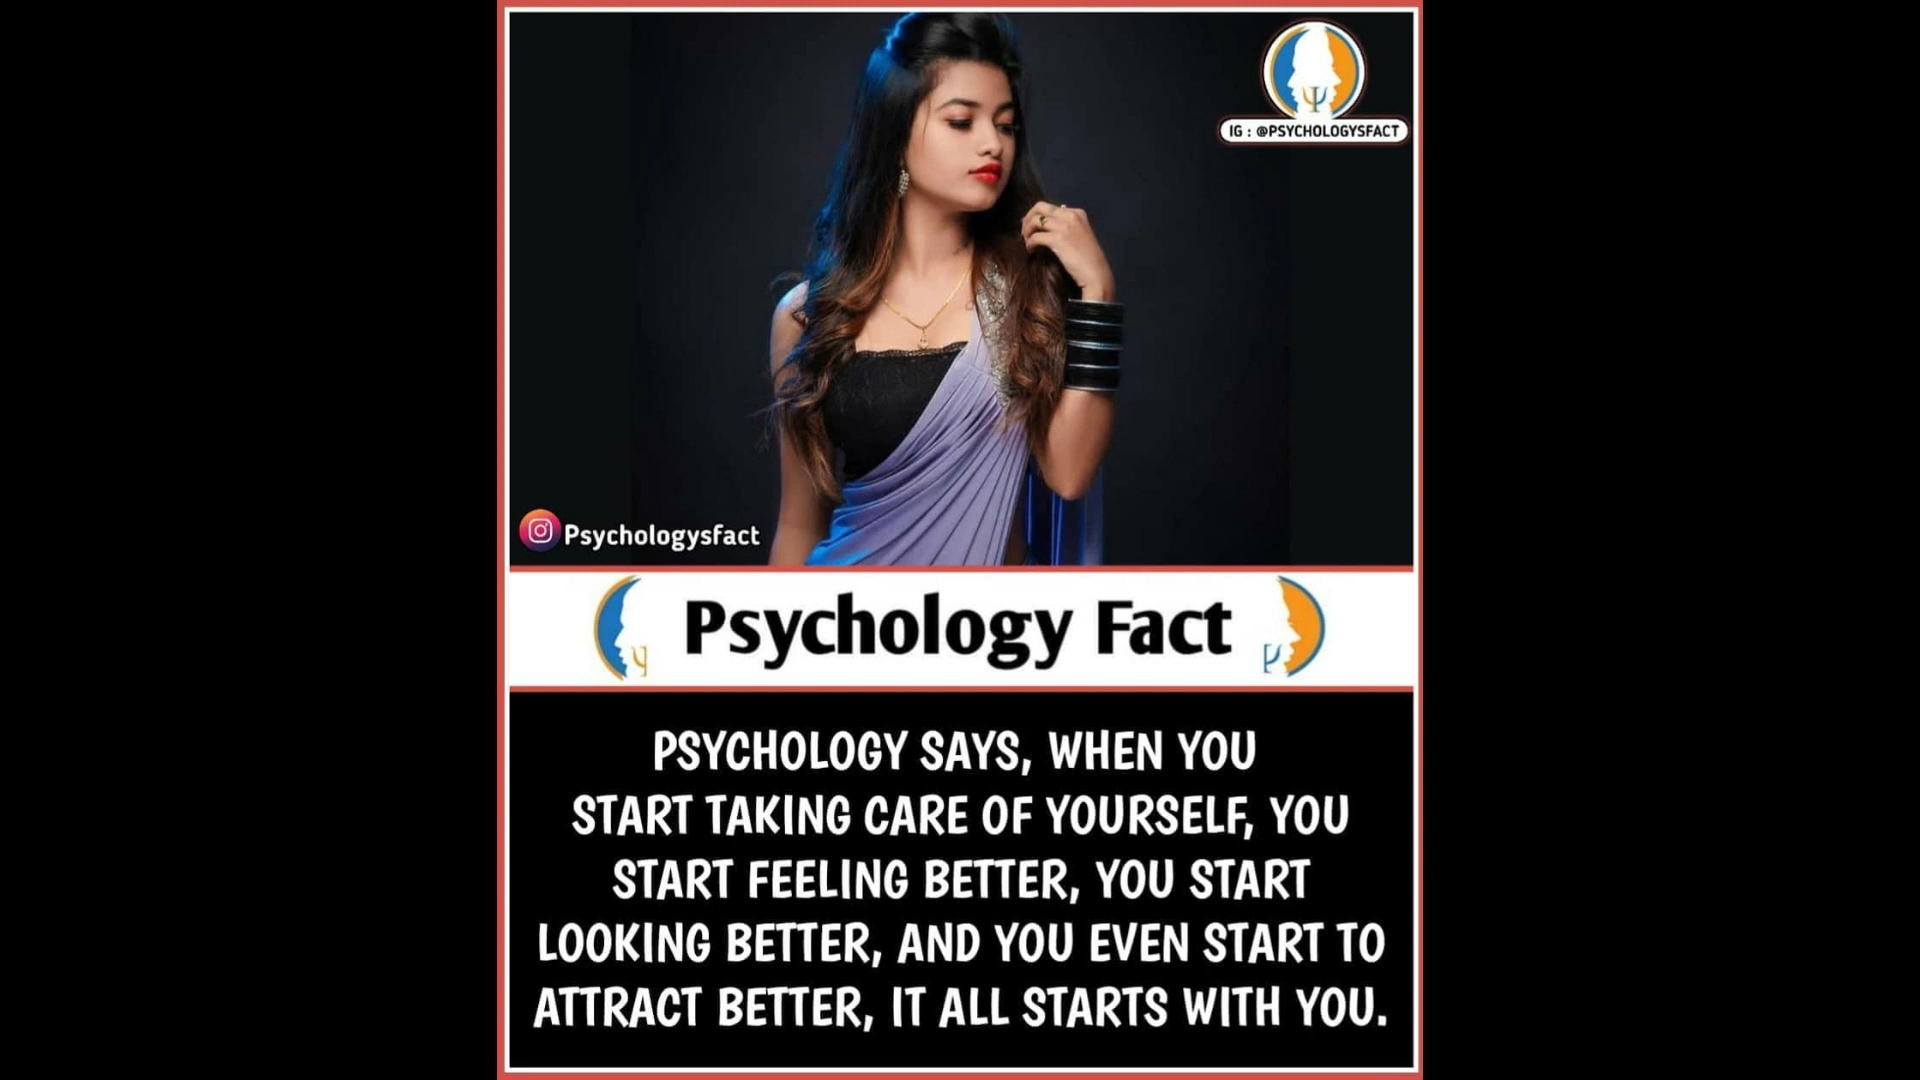 IG : @PSYCHOLOGYSFACT
Psychologysfact
Psychology Fact
PSYCHOLOGY SAYS, WHEN YOU
START TAKING CARE OF YOURSELF, YOU
START FEELING BETTER, YOU START
LOOKING BETTER, AND YOU EVEN START TO
ATTRACT BETTER, IT ALL STARTS WITH YOU.